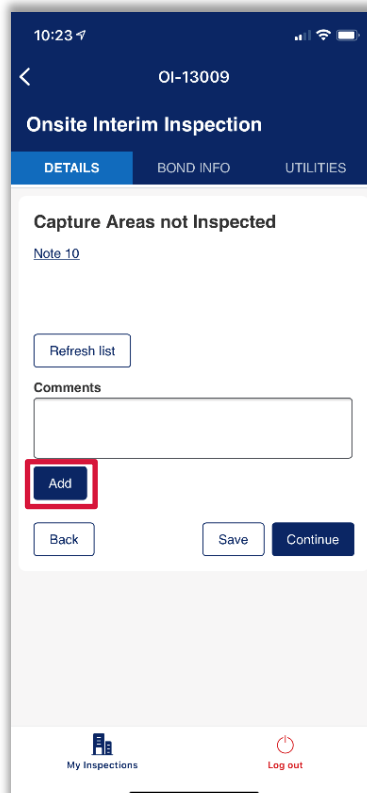 10:23
OI-13009
Onsite Interim Inspection
DETAILS BOND INFO UTILITIES
Capture Areas not Inspected
Note 10
Refresh list
Comments
Add
Back Save Continue
My Inspections Log out